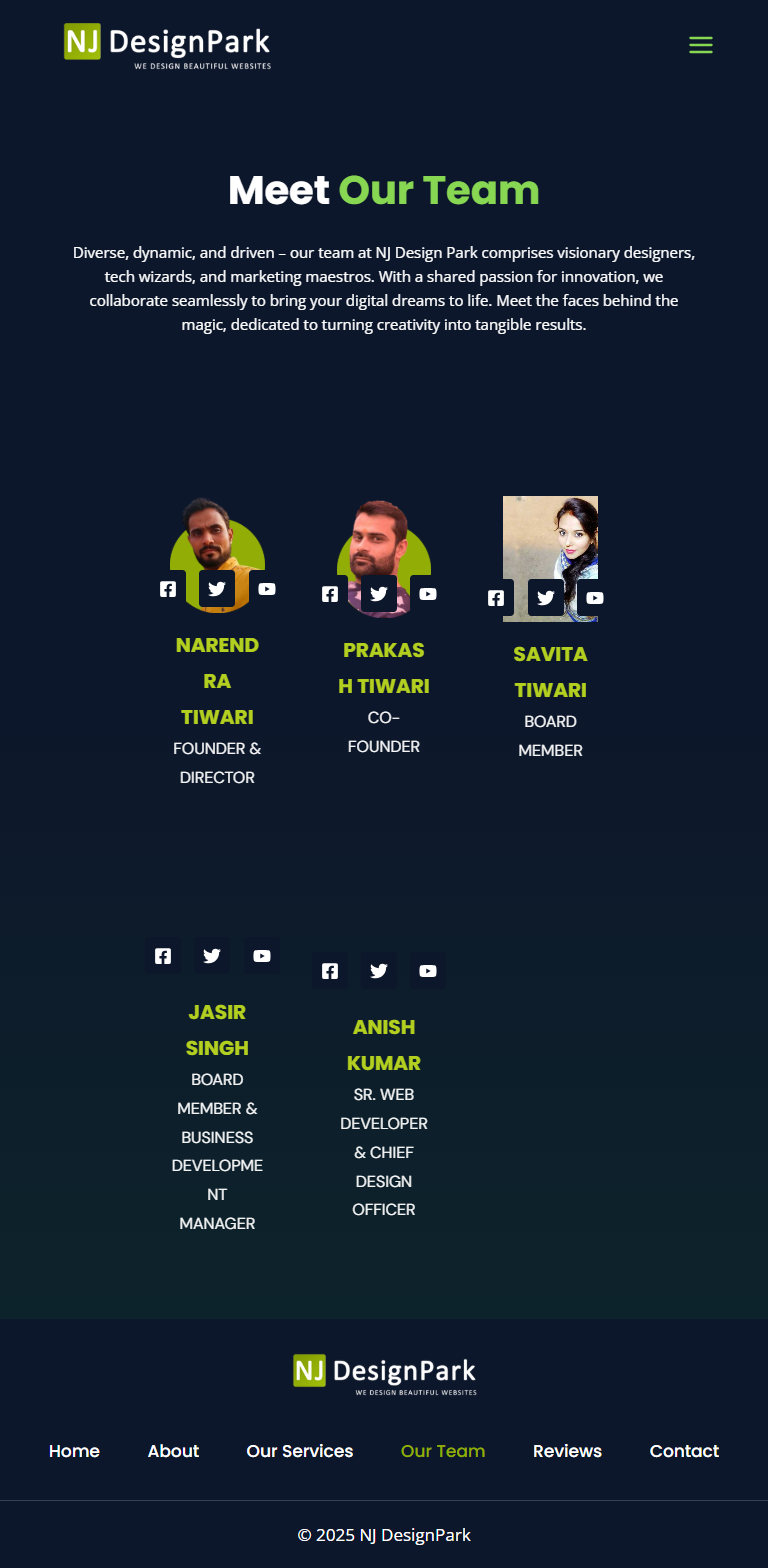 NJ DesignPark
WE DESIGN BEAUTIFUL WEBSITES
Meet Our Team
Diverse, dynamic, and driven – our team at NJ Design Park comprises visionary designers,
tech wizards, and marketing maestros. With a shared passion for innovation, we
collaborate seamlessly to bring your digital dreams to life. Meet the faces behind the
magic, dedicated to turning creativity into tangible results.
NAREND
RA
TIWARI
FOUNDER &
DIRECTOR
PRAKAS
H TIWARI
CO-
FOUNDER
SAVITA
TIWARI
BOARD
MEMBER
JASIR
SINGH
BOARD
MEMBER &
BUSINESS
DEVELOPME
NT
MANAGER
ANISH
KUMAR
SR. WEB
DEVELOPER
& CHIEF
DESIGN
OFFICER
NJ DesignPark
WE DESIGN BEAUTIFUL WEBSITES
Home About Our Services Our Team Reviews Contact
© 2025 NJ DesignPark